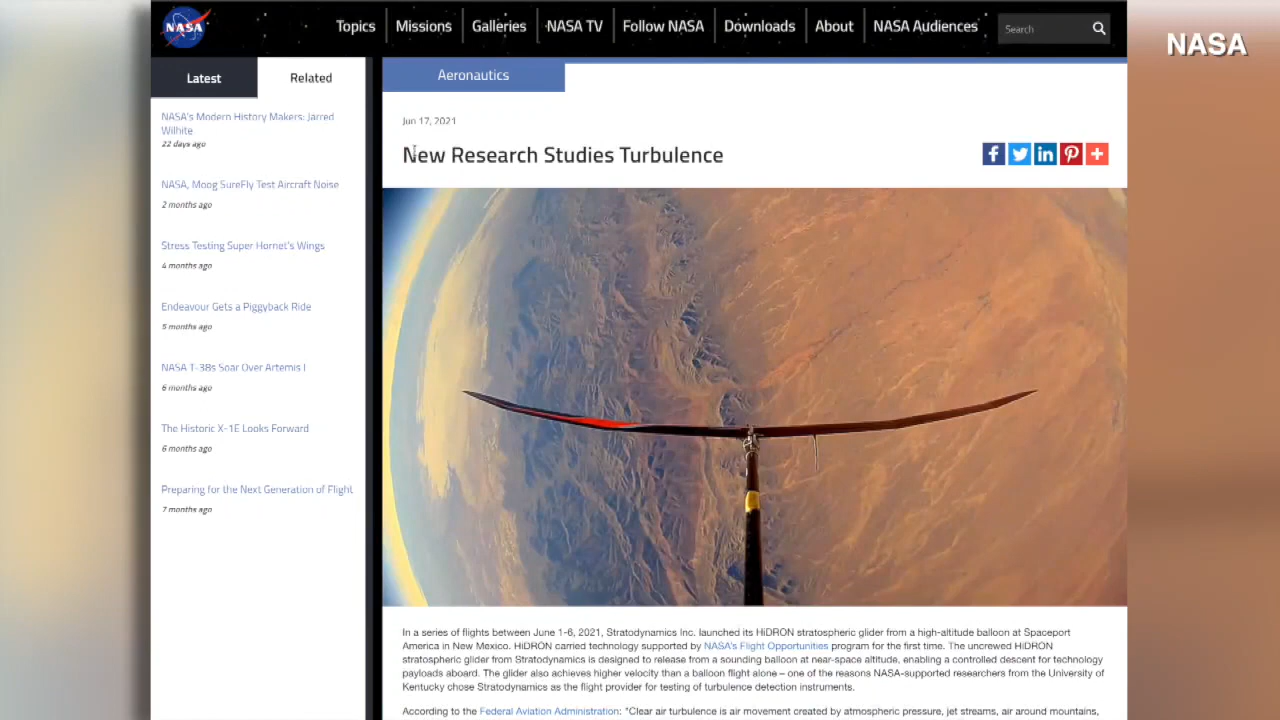 NASA
Topics
Missions
Galleries
NASA TV
Follow NASA
Downloads
About
NASA Audiences
Search
NASA
Latest
Related
NASA's Modern History Makers: Jarred
Wilhite
22 days ago
NASA, Moog SureFly Test Aircraft Noise
2 months ago
Stress Testing Super Hornet's Wings
4 months ago
Endeavour Gets a Piggyback Ride
5 months ago
NASA T-38s Soar Over Artemis I
6 months ago
The Historic X-1E Looks Forward
6 months ago
Preparing for the Next Generation of Flight
7 months ago
Aeronautics
Jun 17, 2021
New Research Studies Turbulence
In a series of flights between June 1-6, 2021, Stratodynamics Inc. launched its HiDRON stratospheric glider from a high-altitude balloon at Spaceport
America in New Mexico. HiDRON carried technology supported by NASA's Flight Opportunities program for the first time. The uncrewed HiDRON
stratospheric glider from Stratodynamics is designed to release from a sounding balloon at near-space altitude, enabling a controlled descent for technology
payloads aboard. The glider also achieves higher velocity than a balloon flight alone – one of the reasons NASA-supported researchers from the University of
Kentucky chose Stratodynamics as the flight provider for testing of turbulence detection instruments.
According to the Federal Aviation Administration: "Clear air turbulence is air movement created by atmospheric pressure, jet streams, air around mountains,